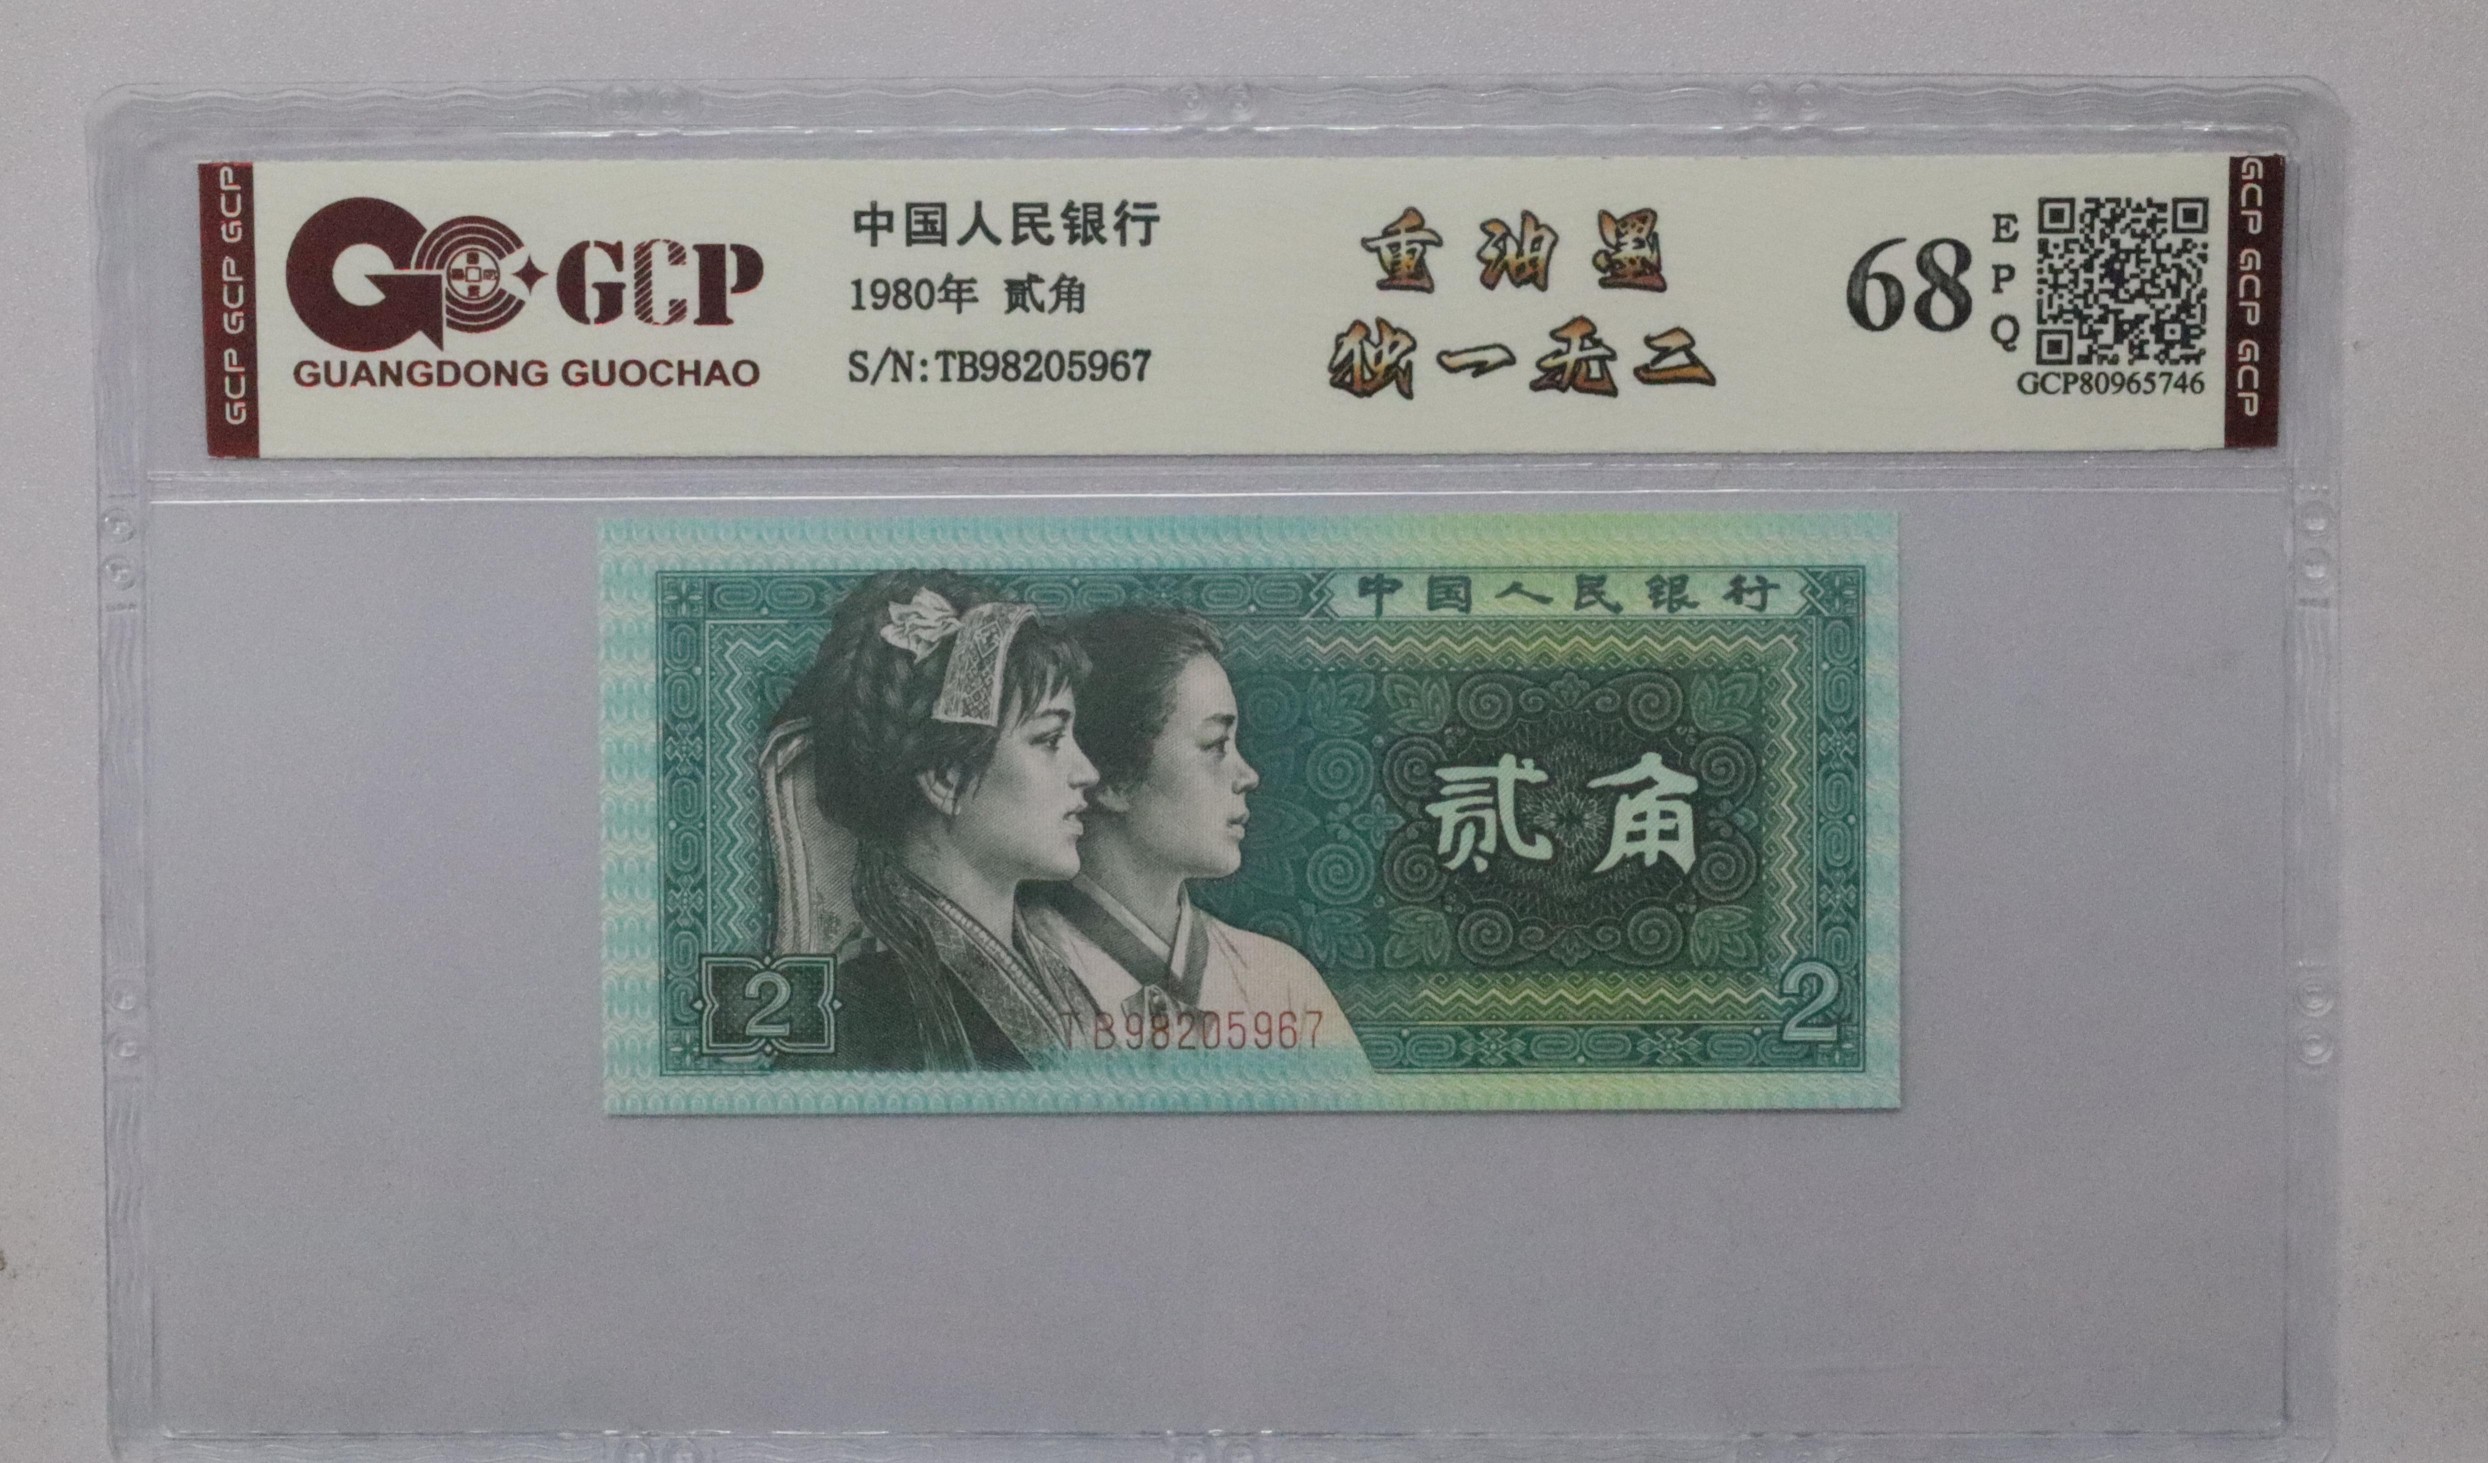 GCP GCP GCP
GCP
GUANGDONG GUOCHAO
中国人民银行
1980年 贰角
S/N:TB98205967
重油墨
独一无二
68
EPQ
GCP80965746
GCP GCP GCP
中国人民银行
贰角
2
2
TB98205967